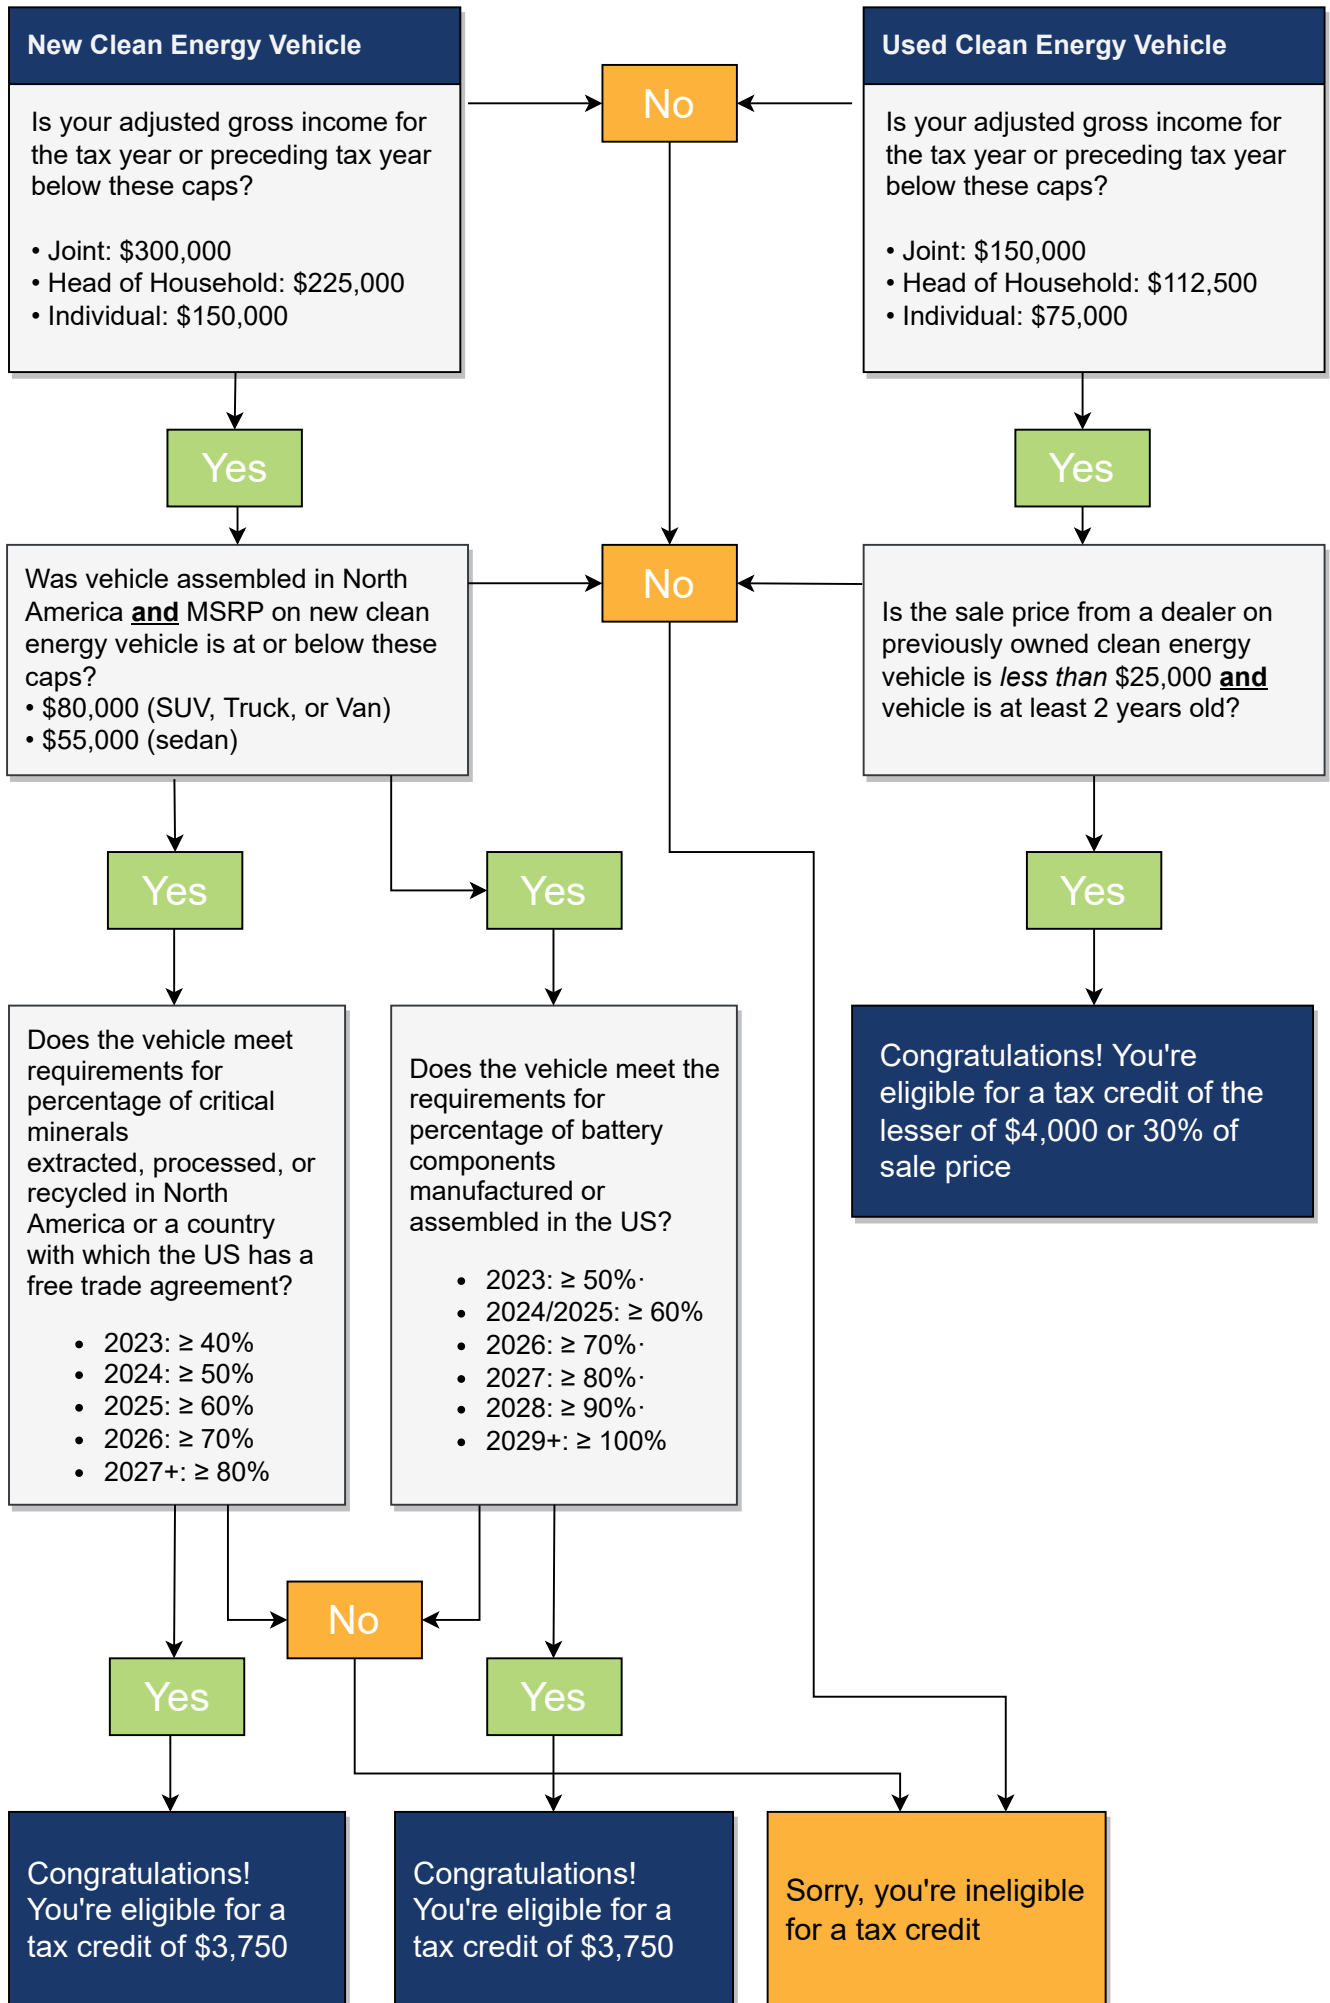 New Clean Energy Vehicle
Is your adjusted gross income for
the tax year or preceding tax year
below these caps?
• Joint: $300,000
• Head of Household: $225,000
• Individual: $150,000
No
Used Clean Energy Vehicle
Is your adjusted gross income for
the tax year or preceding tax year
below these caps?
• Joint: $150,000
• Head of Household: $112,500
• Individual: $75,000
Yes
Yes
Was vehicle assembled in North
America and MSRP on new clean
energy vehicle is at or below these
caps?
• $80,000 (SUV, Truck, or Van)
• $55,000 (sedan)
No
Is the sale price from a dealer on
previously owned clean energy
vehicle is less than $25,000 and
vehicle is at least 2 years old?
Yes
Yes
Yes
Does the vehicle meet
requirements for
percentage of critical
minerals
extracted, processed, or
recycled in North
America or a country
with which the US has a
free trade agreement?
• 2023: ≥ 40%
• 2024: ≥ 50%
• 2025: ≥ 60%
• 2026: ≥ 70%
• 2027+: ≥ 80%
Does the vehicle meet the
requirements for
percentage of battery
components
manufactured or
assembled in the US?
• 2023: ≥ 50%·
• 2024/2025: ≥ 60%
• 2026: ≥ 70%·
• 2027: ≥ 80%·
• 2028: ≥ 90%·
• 2029+: ≥ 100%
Congratulations! You're
eligible for a tax credit of the
lesser of $4,000 or 30% of
sale price
No
Yes
Yes
Congratulations!
You're eligible for a
tax credit of $3,750
Congratulations!
You're eligible for a
tax credit of $3,750
Sorry, you're ineligible
for a tax credit